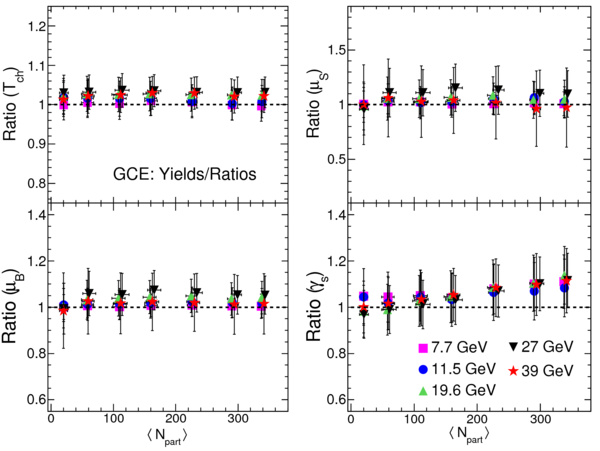 Ratio (T_ch)
1.2
1.1
1
0.9
0.8
GCE: Yields/Ratios
Ratio (μ_S)
1.5
1
0.5
Ratio (μ_B)
1.4
1.2
1
0.8
0.6
0 100 200 300
⟨ N_part ⟩
Ratio (γ_s)
1.4
1.2
1
0.8
0.6
7.7 GeV
11.5 GeV
19.6 GeV
27 GeV
39 GeV
0 100 200 300
⟨ N_part ⟩